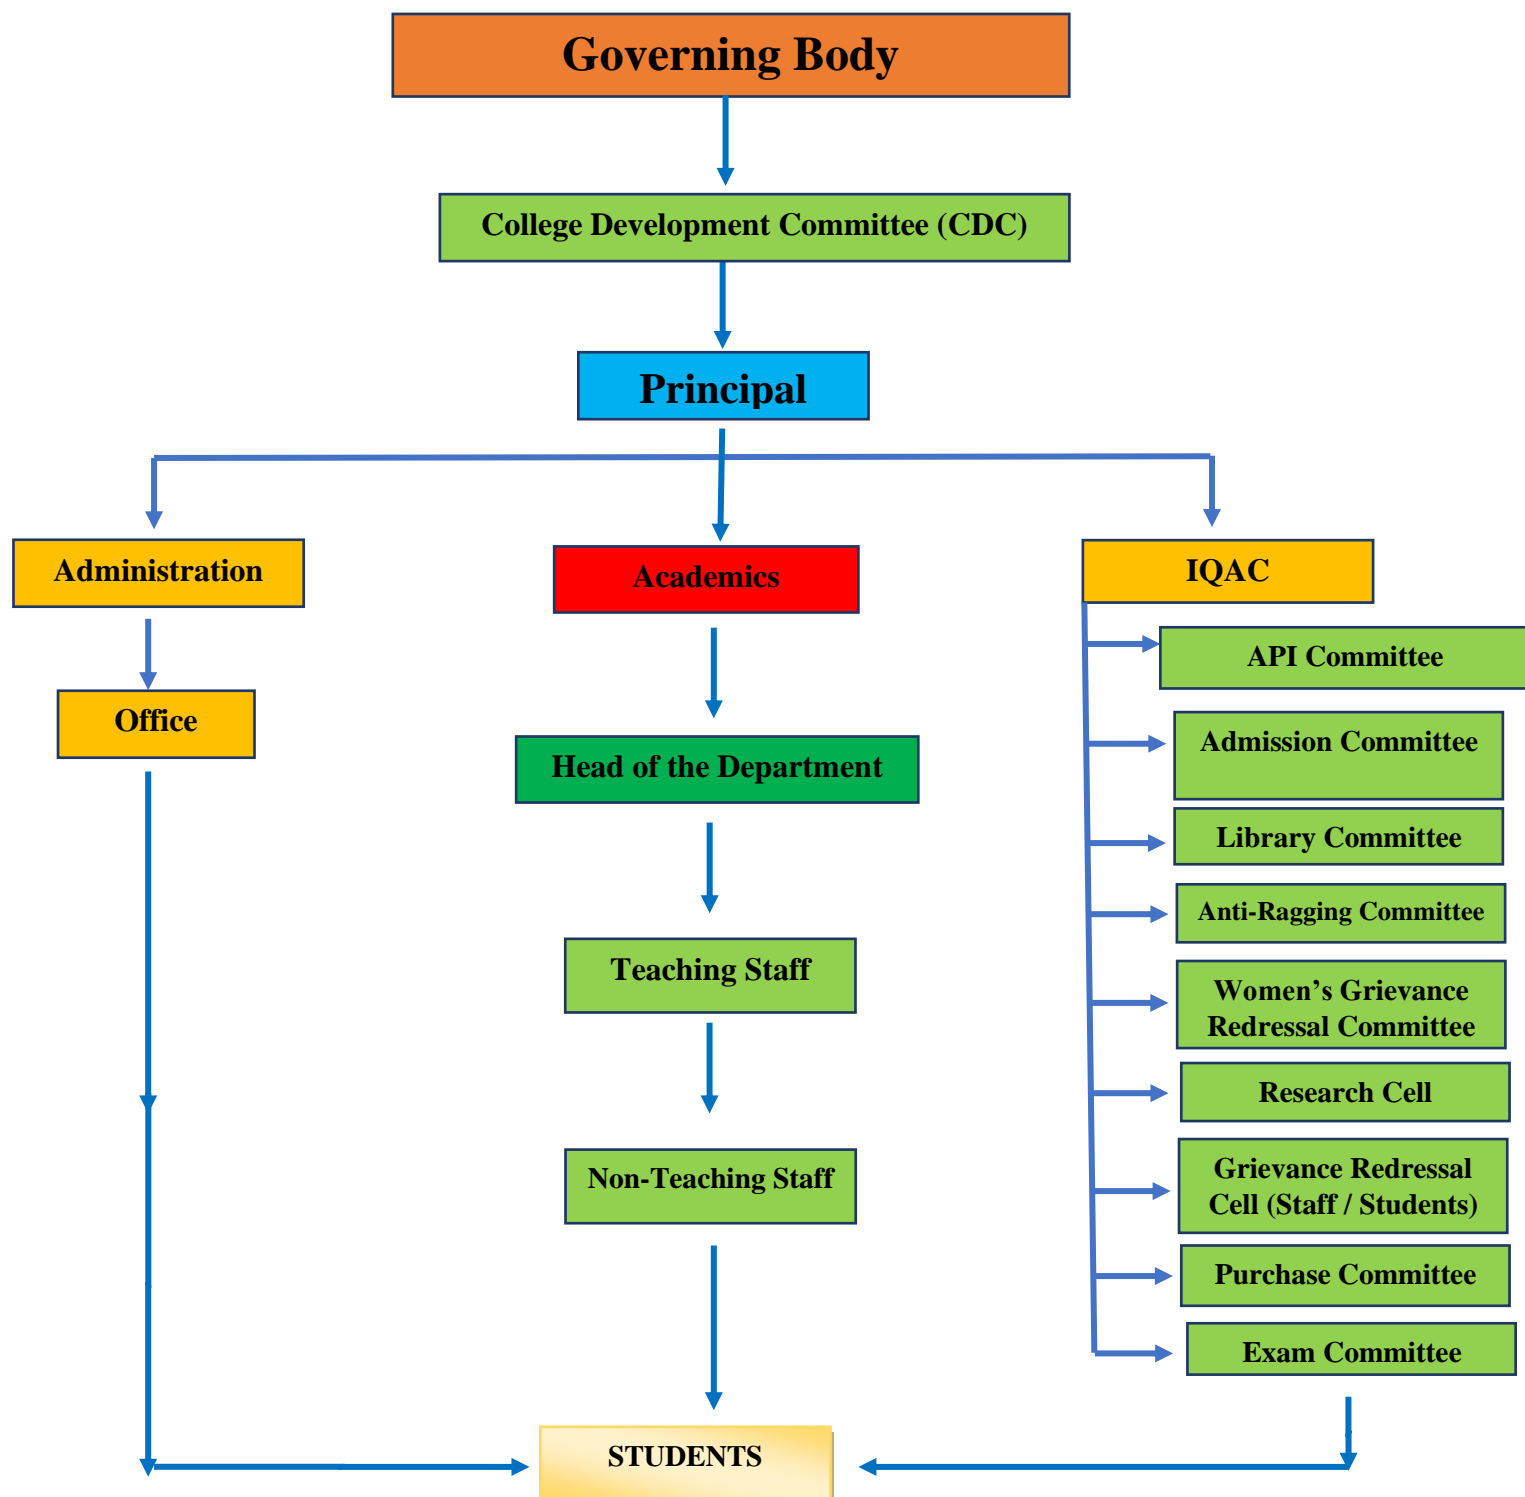 Governing Body
College Development Committee (CDC)
Principal
Administration
Academics
IQAC
API Committee
Office
Admission Committee
Head of the Department
Library Committee
Anti-Ragging Committee
Teaching Staff
Women’s Grievance
Redressal Committee
Research Cell
Non-Teaching Staff
Grievance Redressal
Cell (Staff / Students)
Purchase Committee
Exam Committee
STUDENTS